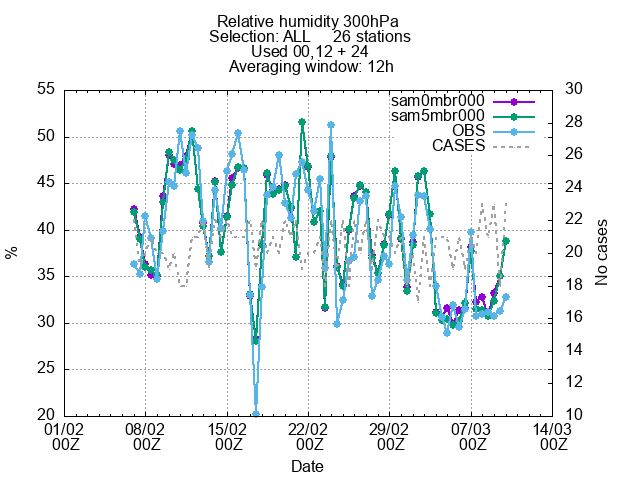 Relative humidity 300hPa
Selection: ALL 26 stations
Used 00,12 + 24
Averaging window: 12h
55 30
sam0mbr000
sam5mbr000
OBS
CASES
50 28
26
45 24
22
40 20
35 18
16
30 14
25 12
20 10
%
No cases
01/02 08/02 15/02 22/02 29/02 07/03 14/03
00Z 00Z 00Z 00Z 00Z 00Z 00Z
Date